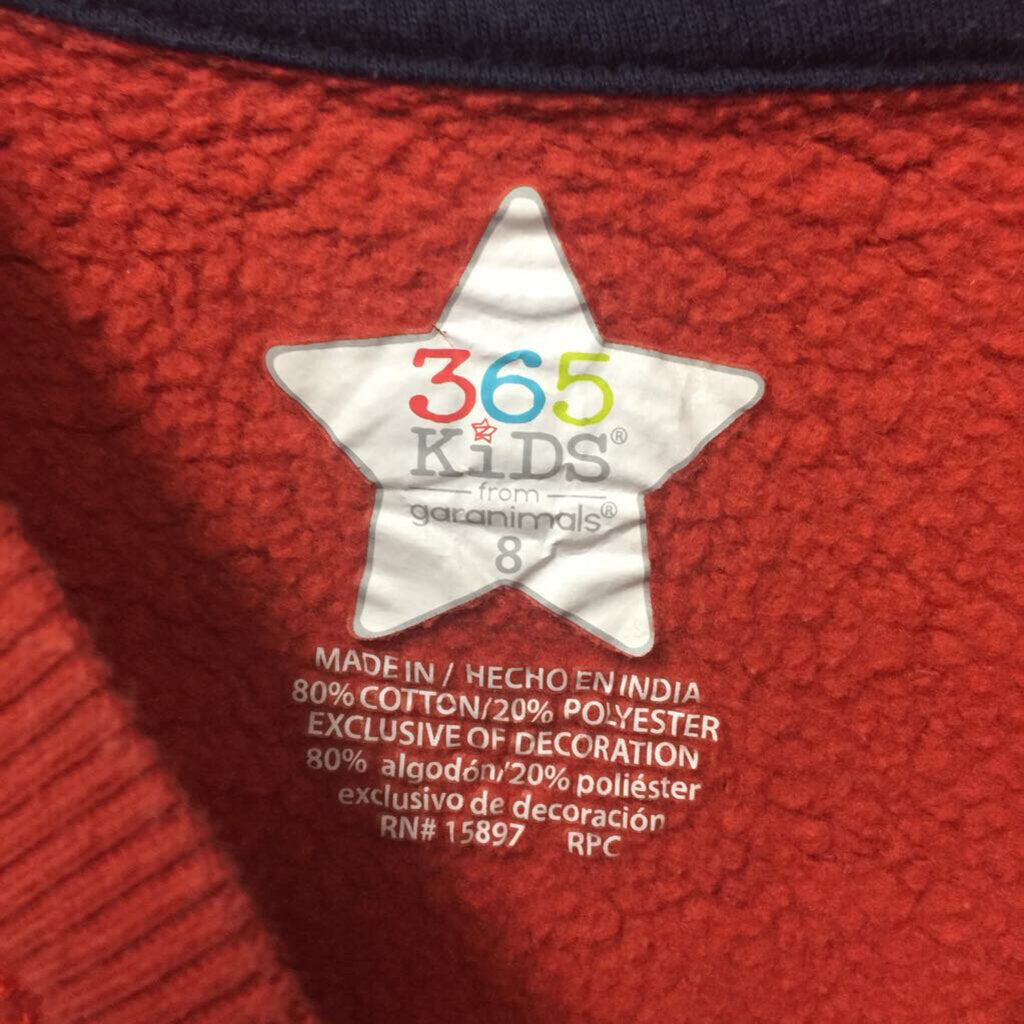 365
KiDS®
from
garanimals®
8
MADE IN / HECHO EN INDIA
80% COTTON/20% POLYESTER
EXCLUSIVE OF DECORATION
80% algodón/20% poliéster
exclusivo de decoración
RN# 15897 RPC